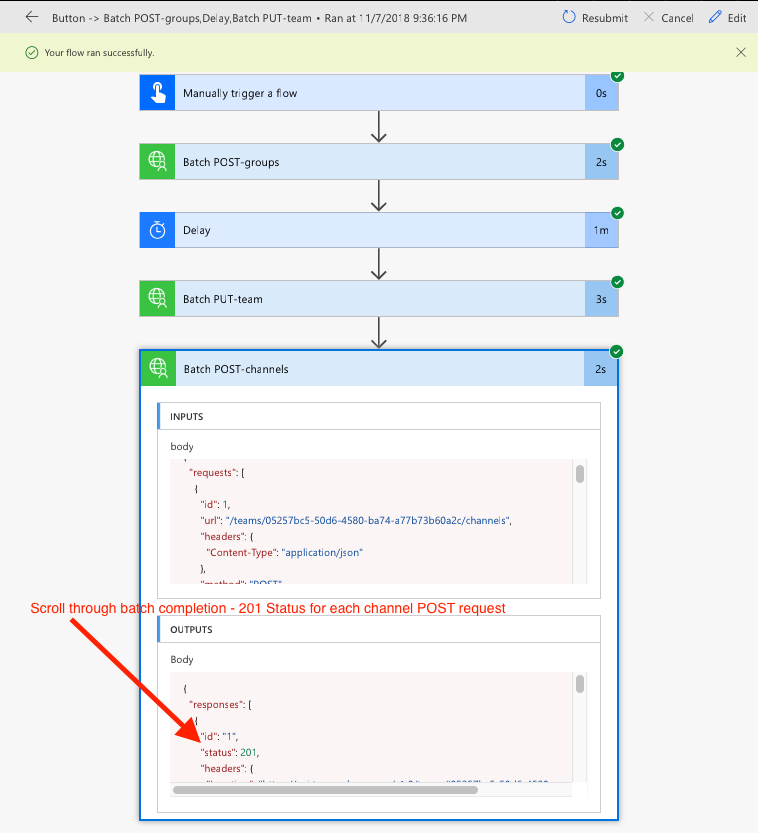 Button -> Batch POST-groups,Delay,Batch PUT-team • Ran at 11/7/2018 9:36:16 PM
Resubmit
Cancel
Edit
Your flow ran successfully.
Manually trigger a flow
0s
Batch POST-groups
2s
Delay
1m
Batch PUT-team
3s
Batch POST-channels
2s
INPUTS
body
"requests": [
{
"id": 1,
"url": "/teams/05257bc5-50d6-4580-ba74-a77b73b60a2c/channels",
"headers": {
"Content-Type": "application/json"
},
"method": "POST"
Scroll through batch completion - 201 Status for each channel POST request
OUTPUTS
Body
{
"responses": [
{
"id": "1",
"status": 201,
"headers": {